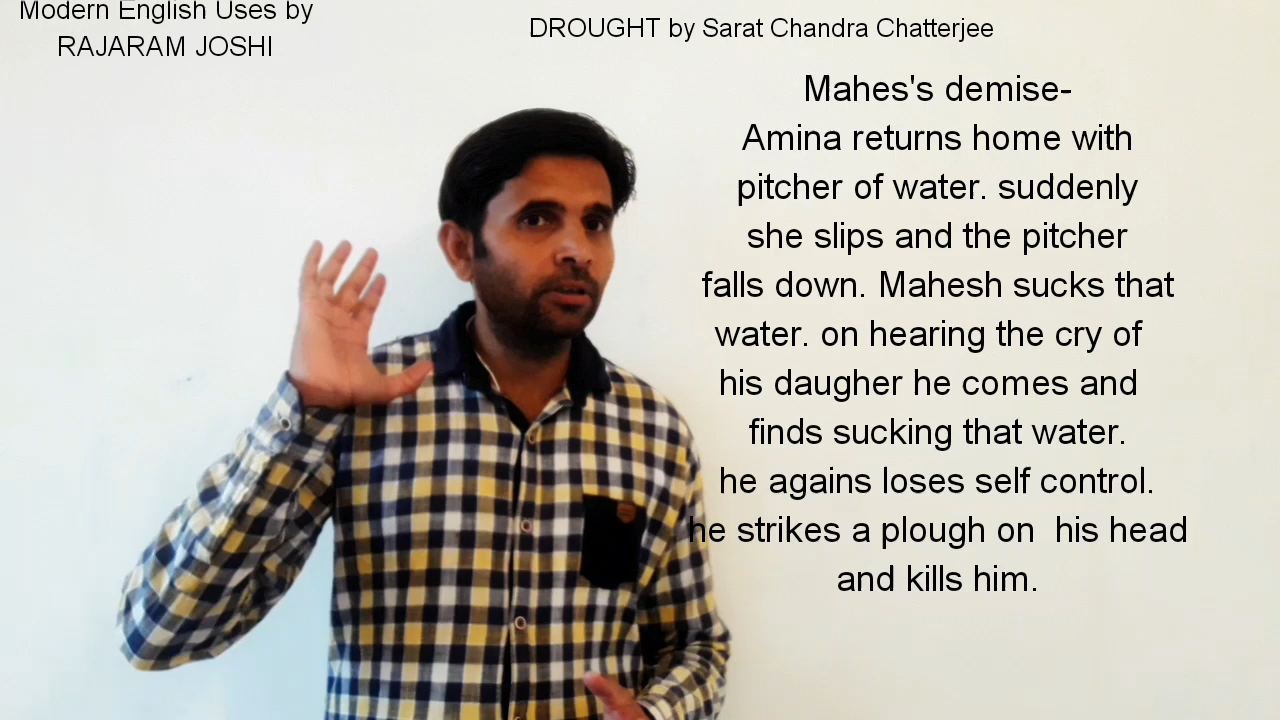 Modern English Uses by
RAJARAM JOSHI
DROUGHT by Sarat Chandra Chatterjee
Mahes's demise-
Amina returns home with
pitcher of water. suddenly
she slips and the pitcher
falls down. Mahesh sucks that
water. on hearing the cry of
his daugher he comes and
finds sucking that water.
he agains loses self control.
he strikes a plough on  his head
and kills him.